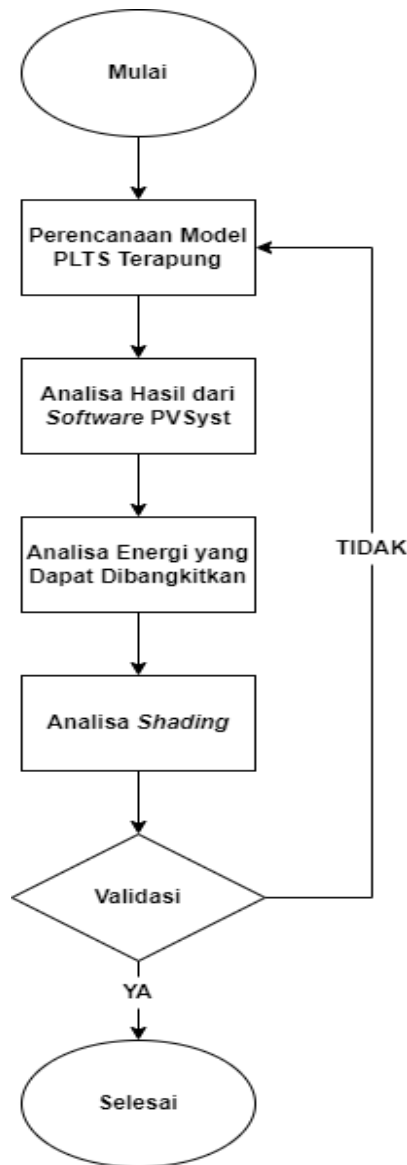 Mulai
Perencanaan Model
PLTS Terapung
Analisa Hasil dari
Software PVSyst
Analisa Energi yang
Dapat Dibangkitkan
TIDAK
Analisa Shading
Validasi
YA
Selesai